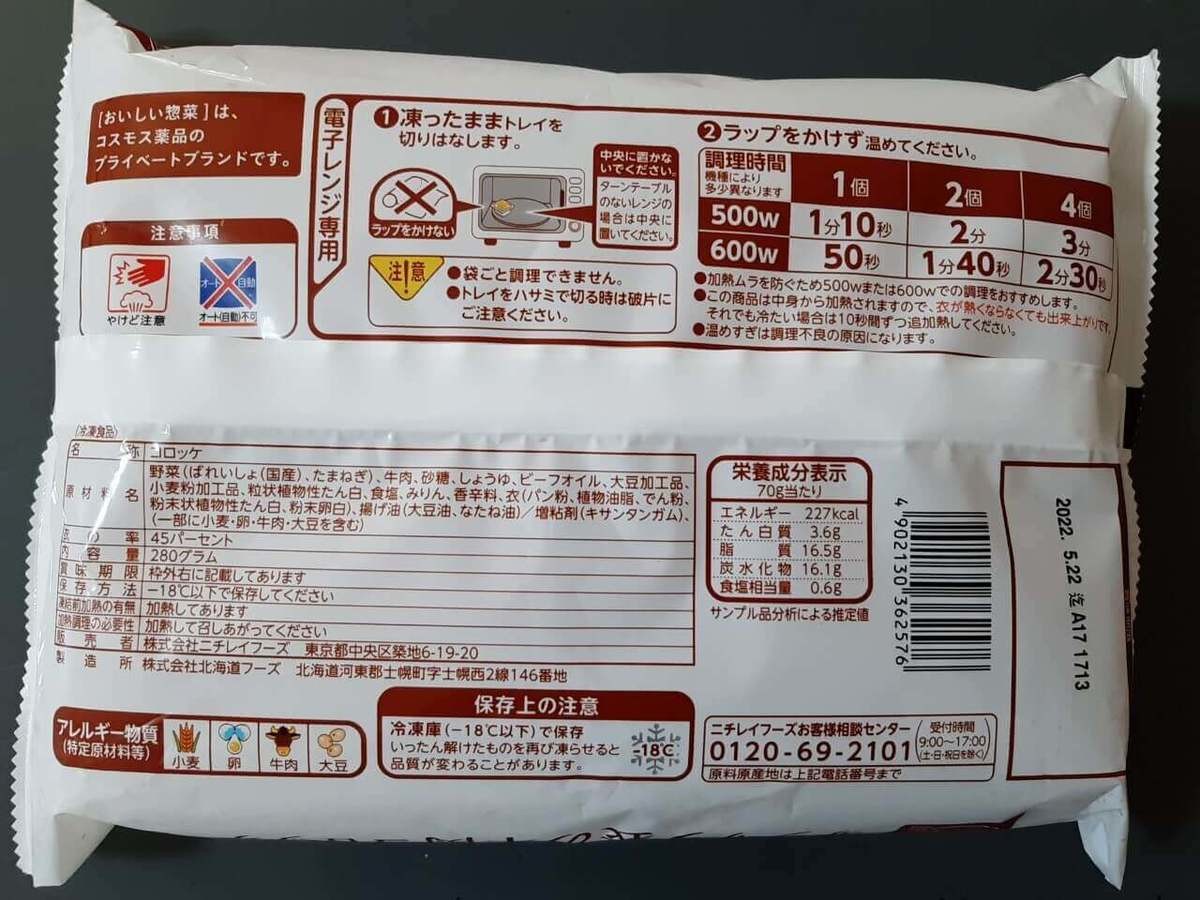 [おいしい惣菜]は、
コスモス薬品の
プライベートブランドです。
注意事項
やけど注意
オート 自動
オート(自動)不可
電子レンジ専用
①凍ったままトレイを
切りはなします。
ラップをかけない
中央に置かな
いでください。
ターンテーブル
のないレンジの
場合は中央に
置いてください。
注意
●袋ごと調理できません。
●トレイをハサミで切る時は破片に
ご注意ください。
②ラップをかけず温めてください。
調理時間 機種により多少異なります 1個 2個 4個
500w 1分10秒 2分 3分
600w 50秒 1分40秒 2分30秒
●加熱ムラを防ぐため500wまたは600wでの調理をおすすめします。
●この商品は中身から加熱されますので、衣が熱くならなくても出来上がりです。
それでも冷たい場合は10秒間ずつ追加熱してください。
●温めすぎは調理不良の原因になります。
(冷凍食品)
名称 コロッケ
原材料名 野菜(ばれいしょ(国産)、たまねぎ)、牛肉、砂糖、しょうゆ、ビーフオイル、大豆加工品、
小麦粉加工品、粒状植物性たん白、食塩、みりん、香辛料、衣(パン粉、植物油脂、でん粉、
粉末状植物性たん白、粉末卵白)、揚げ油(大豆油、なたね油)/増粘剤(キサンタンガム)、
(一部に小麦・卵・牛肉・大豆を含む)
の率 45パーセント
内容量 280グラム
賞味期限 枠外右に記載してあります
保存方法 -18℃以下で保存してください
凍結前加熱の有無 加熱してあります
加熱調理の必要性 加熱して召しあがってください
販売者 株式会社ニチレイフーズ 東京都中央区築地6-19-20
製造所 株式会社北海道フーズ 北海道河東郡士幌町字士幌西2線146番地
栄養成分表示
70g当たり
エネルギー 227kcal
たん白質 3.6g
脂質 16.5g
炭水化物 16.1g
食塩相当量 0.6g
サンプル品分析による推定値
4902130362576
2022. 5.22 迄 A17 1713
アレルギー物質
(特定原材料等)
小麦 卵 牛肉 大豆
保存上の注意
冷凍庫(-18℃以下)で保存
いったん解けたものを再び凍らせると
品質が変わることがあります。
-18℃
ニチレイフーズお客様相談センター
0120-69-2101
受付時間
9:00~17:00
(土・日・祝日を除く)
原料原産地は上記電話番号まで